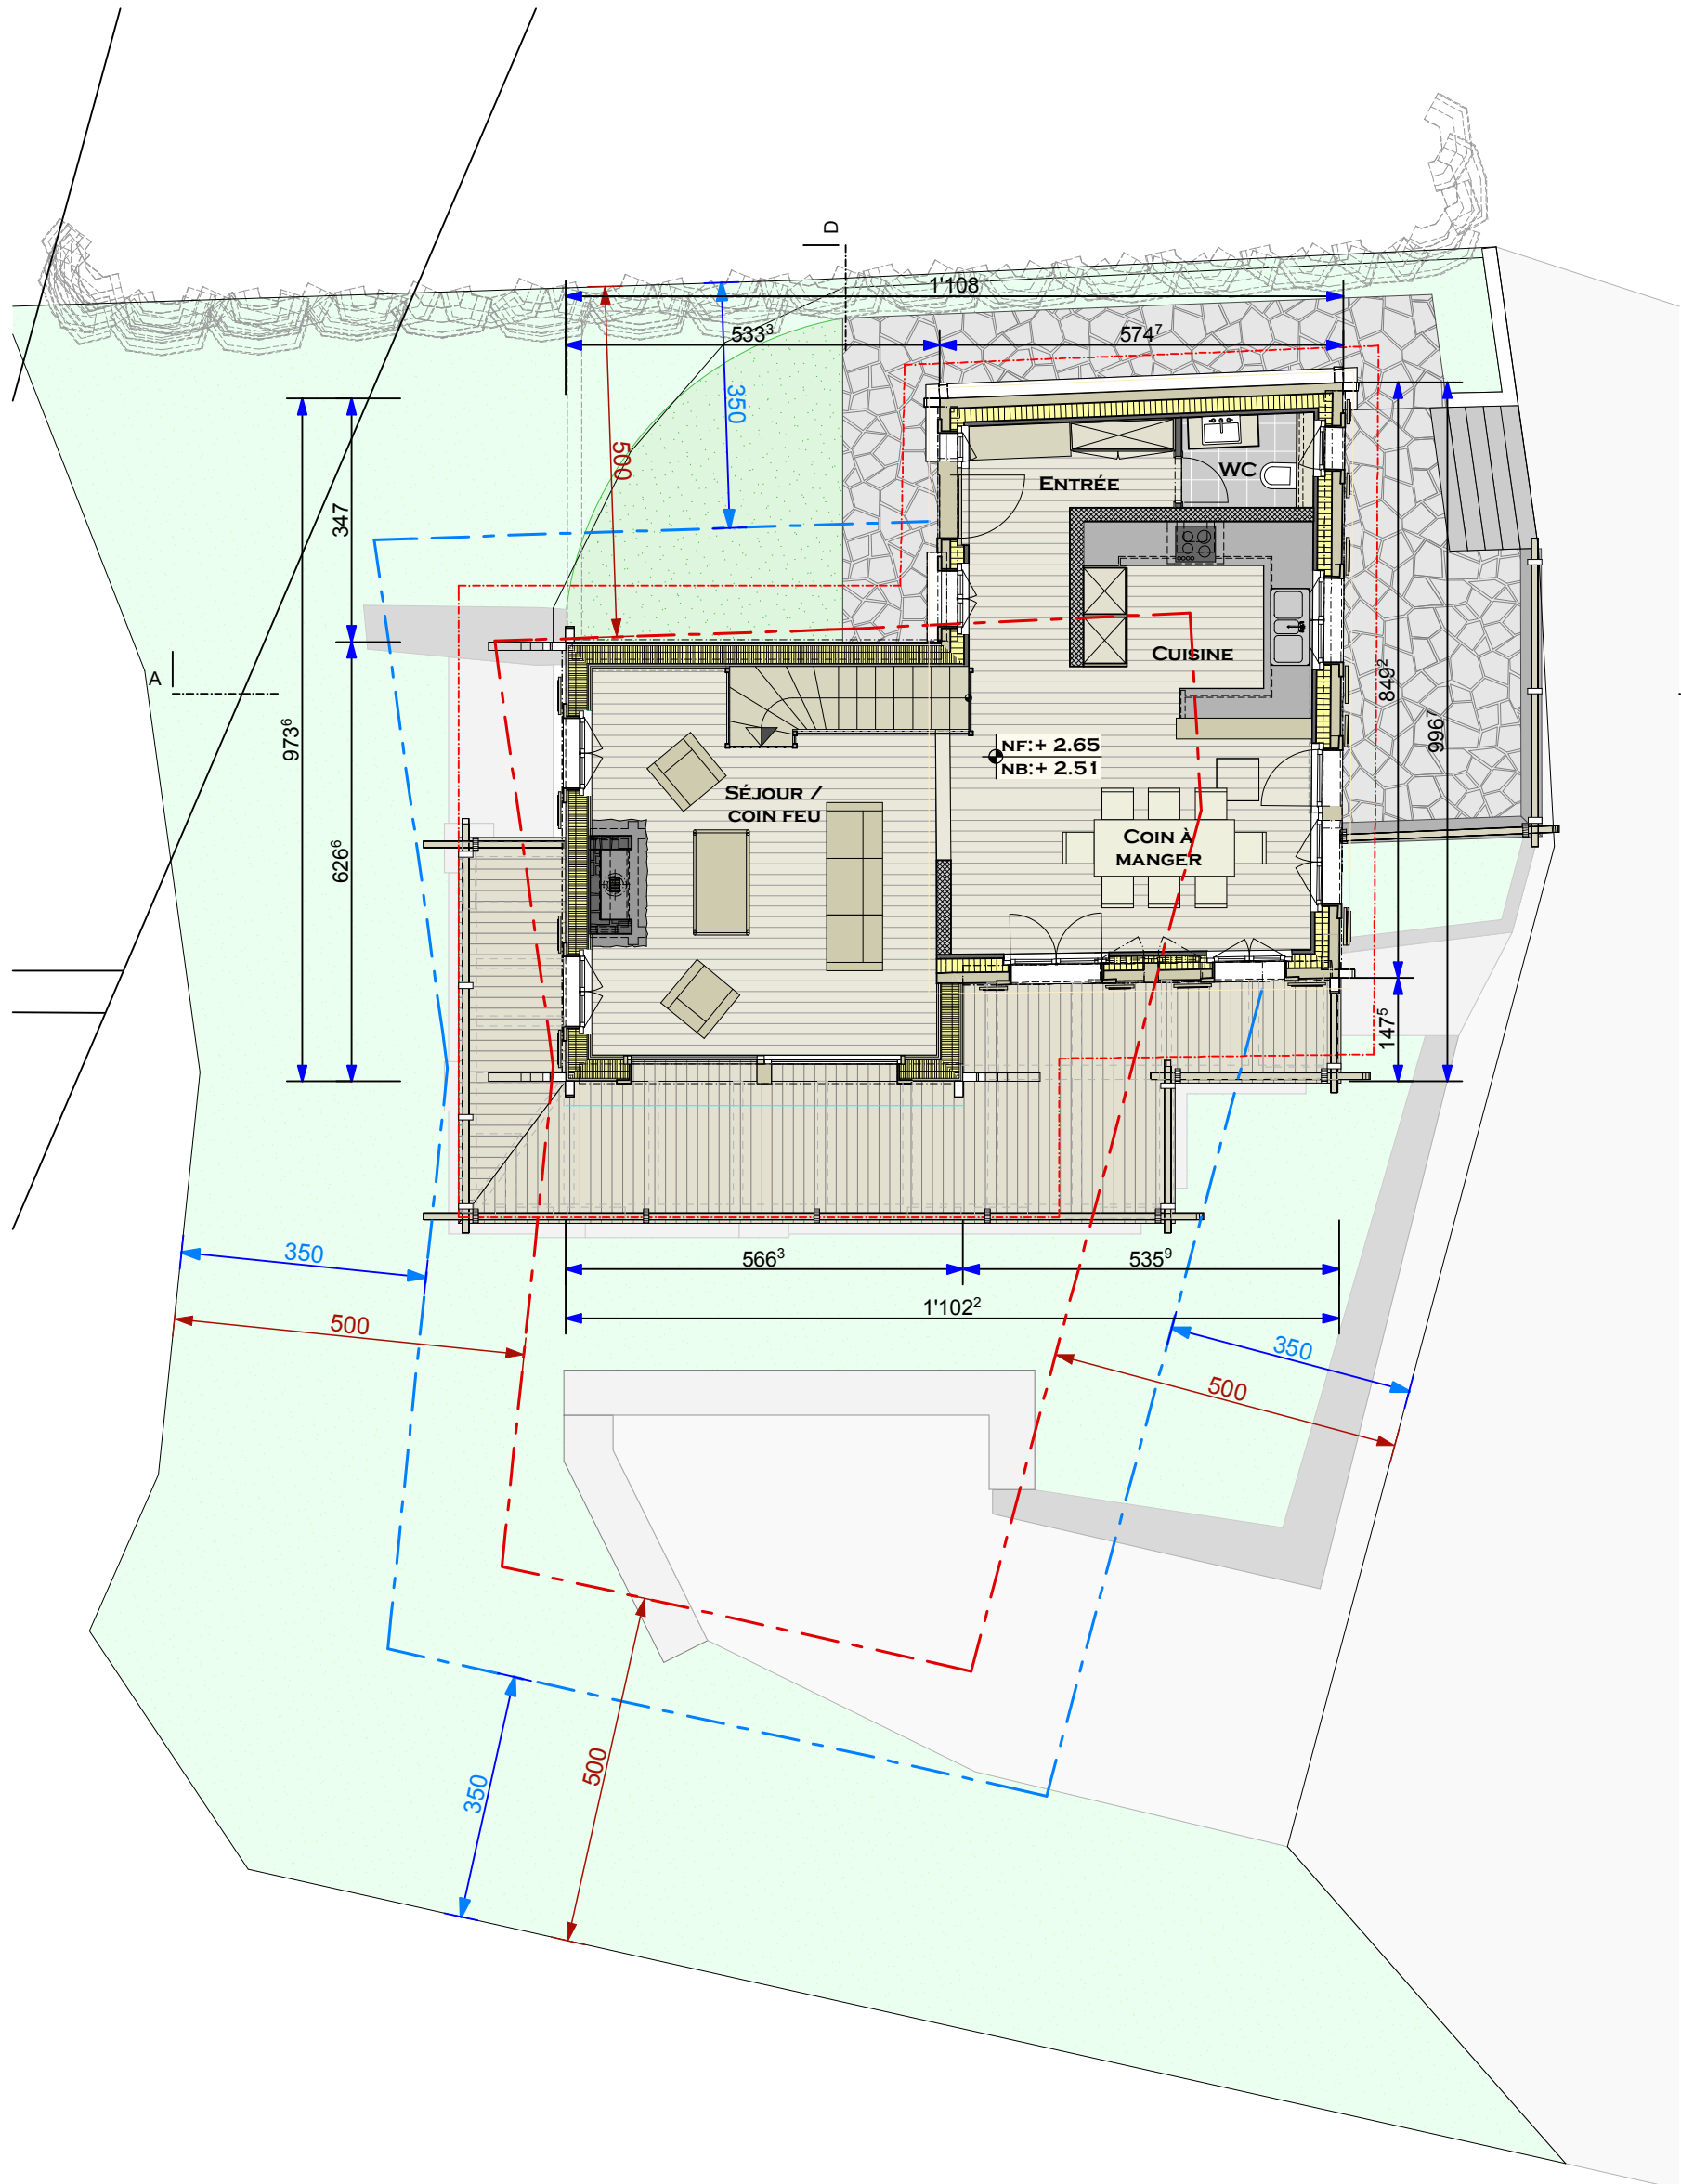 D
1'108
533³
574⁷
350
500
347
WC
ENTRÉE
A
CUISINE
849²
996⁷
973⁶
NF:+ 2.65
NB:+ 2.51
SÉJOUR /
COIN FEU
COIN À
MANGER
626⁶
147⁵
350
566³
535⁹
1'102²
500
350
500
350
500